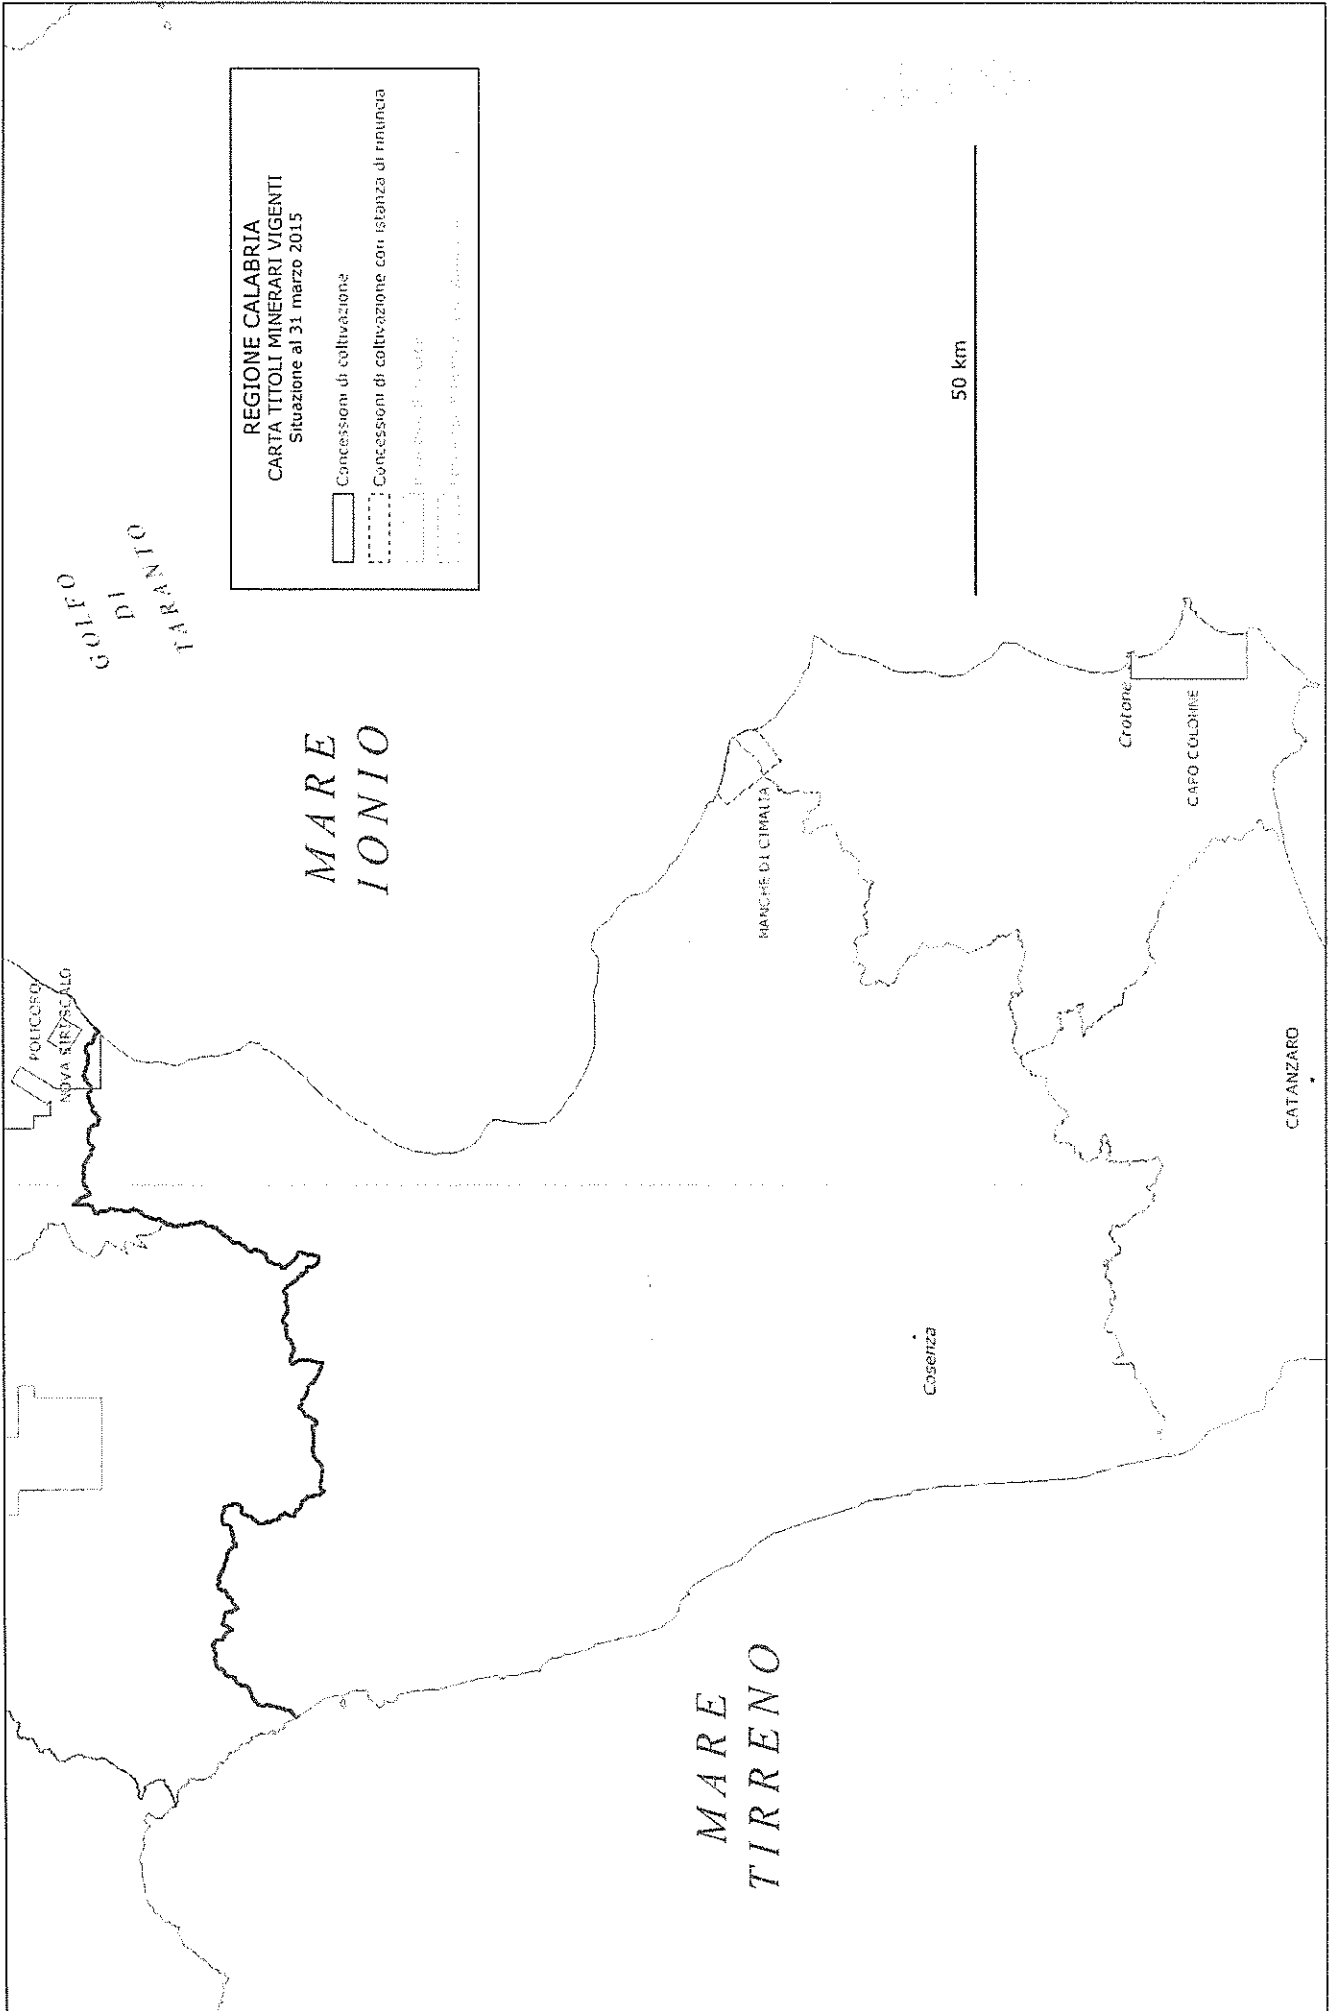 REGIONE CALABRIA
CARTA TITOLI MINERARI VIGENTI
Situazione al 31 marzo 2015
Concessioni di coltivazione
Concessioni di coltivazione con istanza di rinuncia
GOLFO
DI
TARANTO
MARE
IONIO
POLICORO
NOVA SIRI SCALO
MANCHE DI CIMALIA
50 km
Crotone
CAPO COLONNE
CATANZARO
Cosenza
MARE
TIRRENO